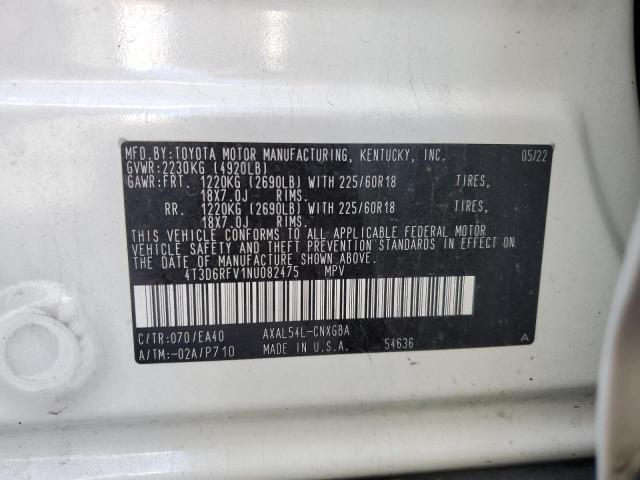 MFD.BY:TOYOTA MOTOR MANUFACTURING, KENTUCKY, INC. 05/22
GVWR:2230KG (4920LB)
GAWR:FRT. 1220KG (2690LB) WITH 225/60R18 TIRES,
18X7.0J RIMS.
RR. 1220KG (2690LB) WITH 225/60R18 TIRES,
18X7.0J RIMS.
THIS VEHICLE CONFORMS TO ALL APPLICABLE FEDERAL MOTOR
VEHICLE SAFETY AND THEFT PREVENTION STANDARDS IN EFFECT
ON THE DATE OF MANUFACTURE SHOWN ABOVE.
4T3D6RFV1NU082475 MPV
C/TR:070/EA40 AXAL54L-CNXGBA
A/TM:-02A/P710 MADE IN U.S.A. 54636 A